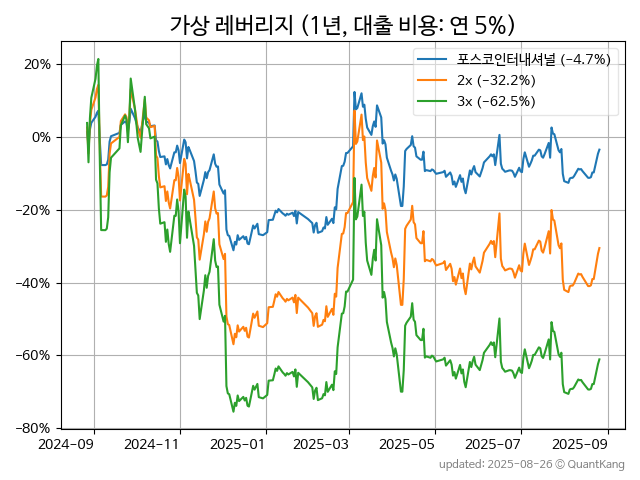 가상 레버리지 (1년, 대출 비용: 연 5%)
포스코인터내셔널 (−4.7%)
2x (−32.2%)
3x (−62.5%)
20%
0%
−20%
−40%
−60%
−80%
2024-09
2024-11
2025-01
2025-03
2025-05
2025-07
2025-09
updated: 2025-08-26 © QuantKang